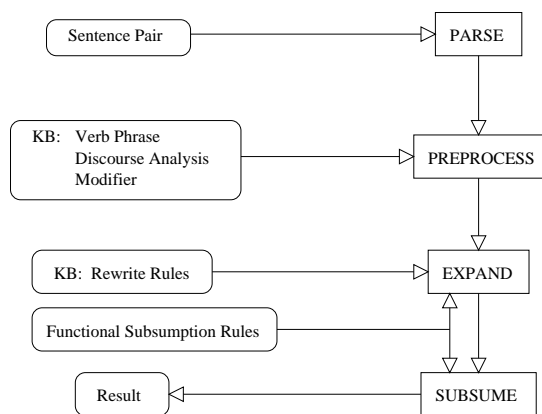 Sentence Pair
PARSE
KB: Verb Phrase
Discourse Analysis
Modifier
PREPROCESS
KB: Rewrite Rules
EXPAND
Functional Subsumption Rules
Result
SUBSUME